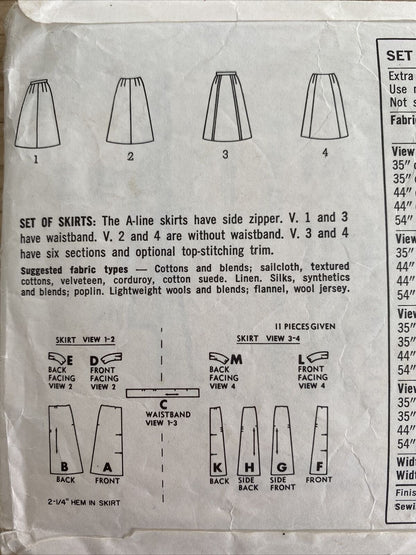 1
2
3
4
SET OF SKIRTS: The A-line skirts have side zipper. V. 1 and 3
have waistband. V. 2 and 4 are without waistband. V. 3 and 4
have six sections and optional top-stitching trim.
Suggested fabric types — Cottons and blends; sailcloth, textured
cottons, velveteen, corduroy, cotton suede. Linen. Silks, synthetics
and blends; poplin. Lightweight wools and blends; flannel, wool jersey.
11 PIECES GIVEN
SKIRT VIEW 1-2
SKIRT VIEW 3-4
E
BACK
FACING
VIEW 2
D
FRONT
FACING
VIEW 2
M
BACK
FACING
VIEW 4
L
FRONT
FACING
VIEW 4
C
WAISTBAND
VIEW 1-3
B
BACK
A
FRONT
K
BACK
H
SIDE
BACK
G
SIDE
FRONT
F
FRONT
2-1/4" HEM IN SKIRT
SET
Extra
Use
Not s
Fabric
View
35"
35"
44"
44"
54"
View
35"
44"
44"
54"
View
35"
35"
44"
54"
View
35"
35"
44"
54"
Width
Width
Finis
Sewin